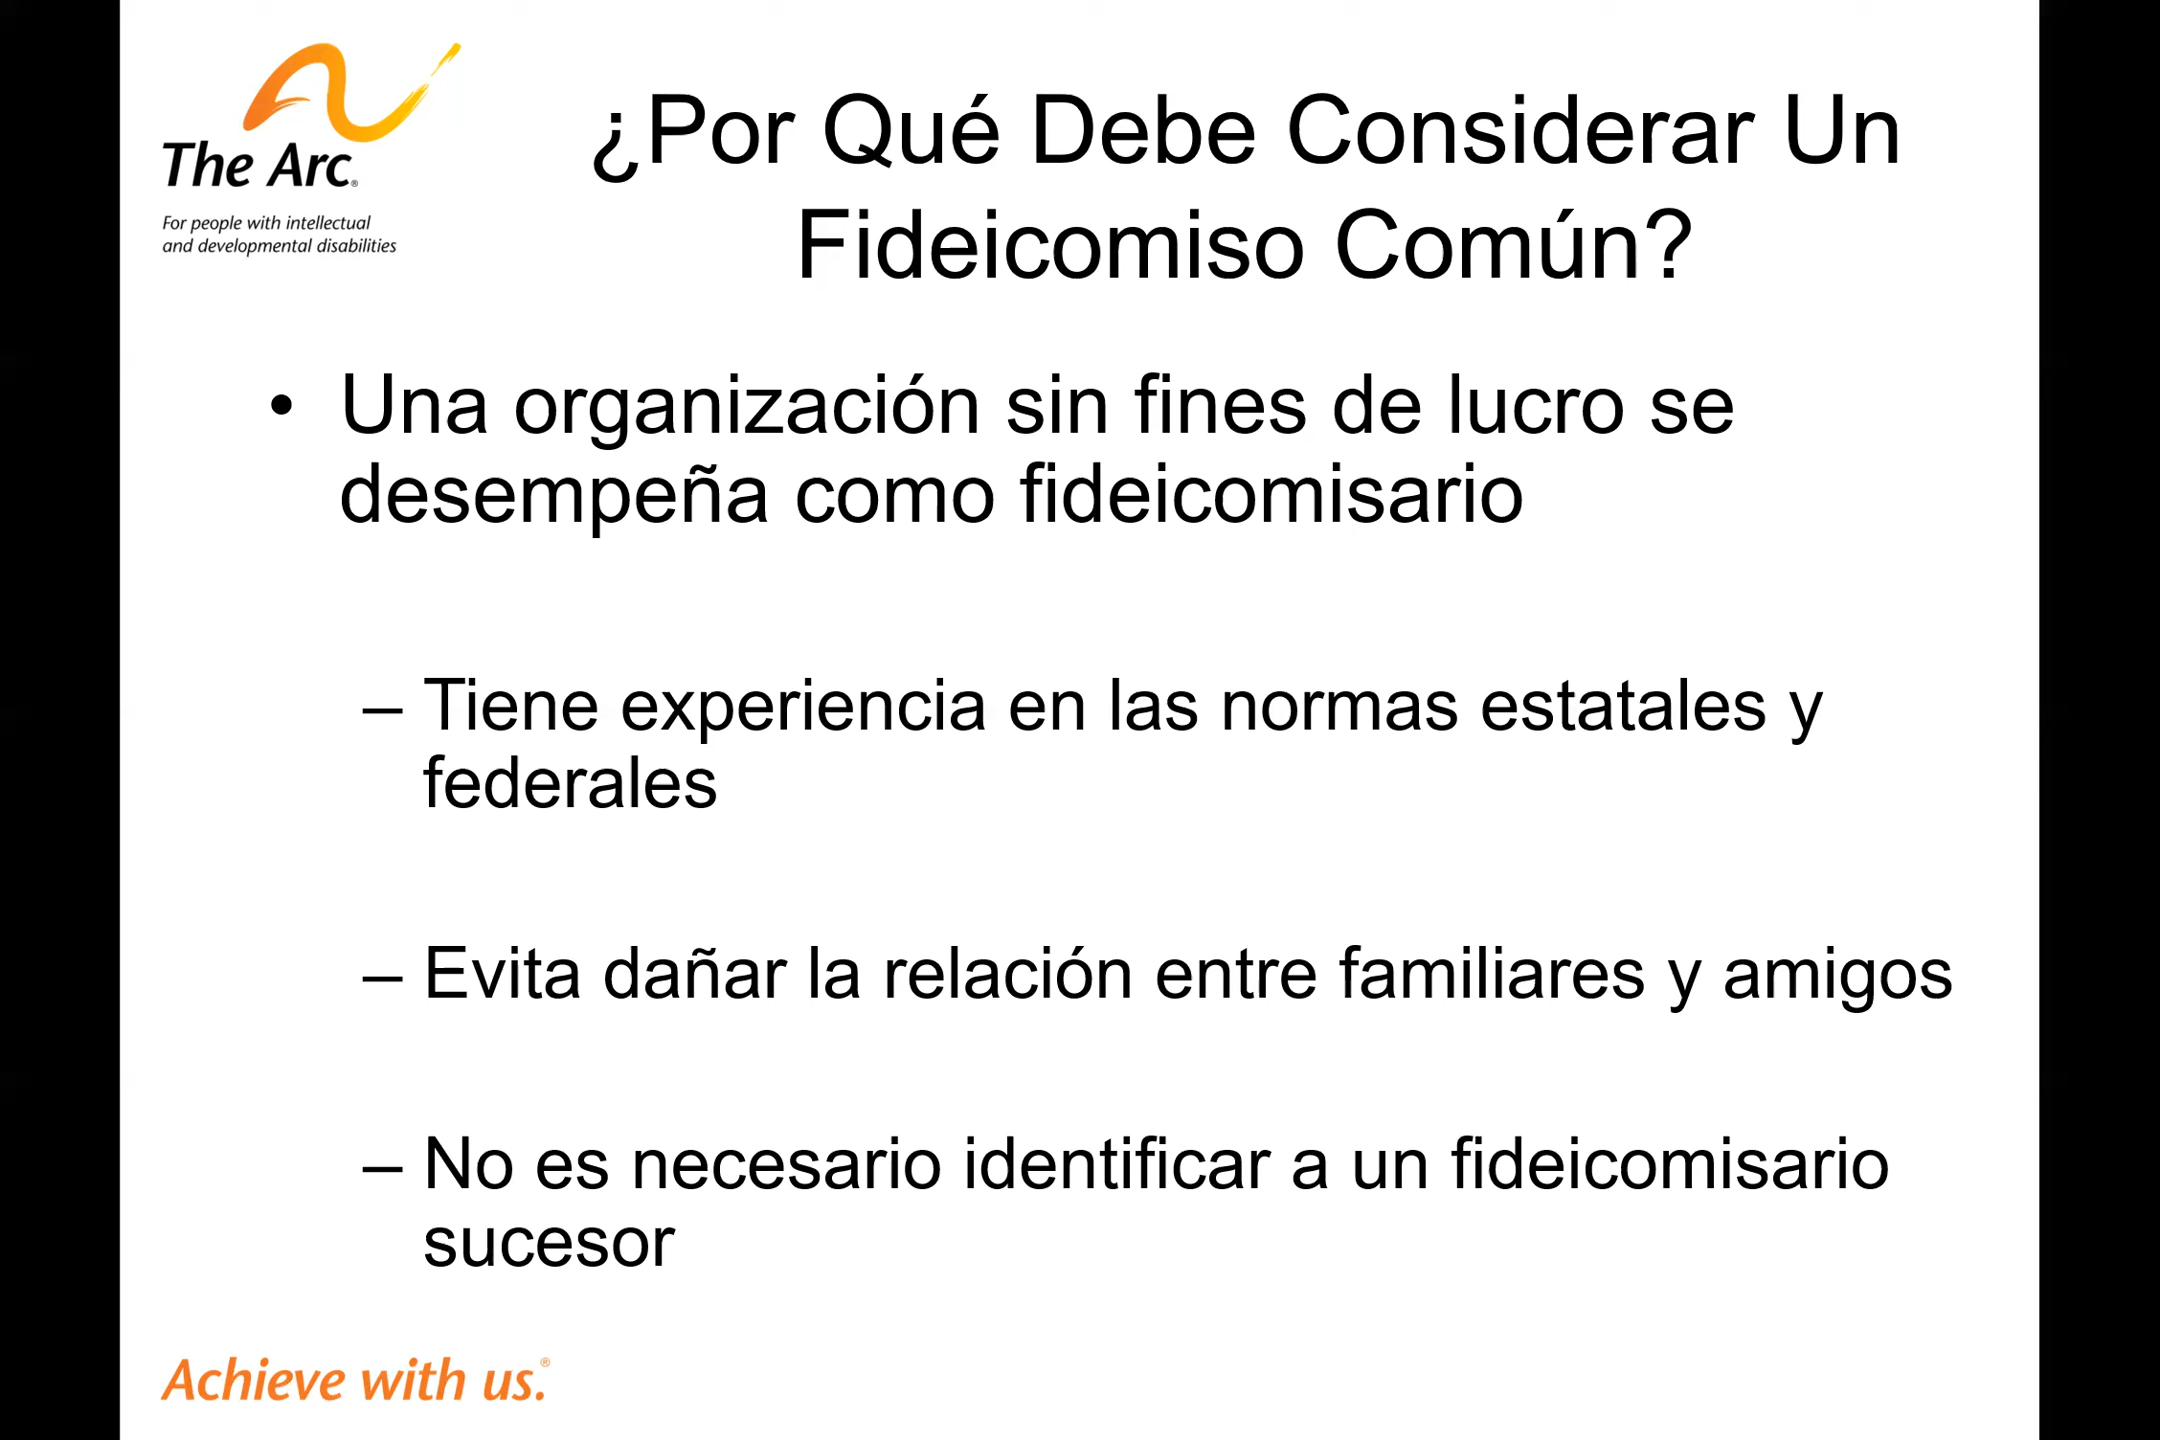 The Arc®
For people with intellectual
and developmental disabilities
¿Por Qué Debe Considerar Un
Fideicomiso Común?
• Una organización sin fines de lucro se
desempeña como fideicomisario
– Tiene experiencia en las normas estatales y
federales
– Evita dañar la relación entre familiares y amigos
– No es necesario identificar a un fideicomisario
sucesor
Achieve with us.®